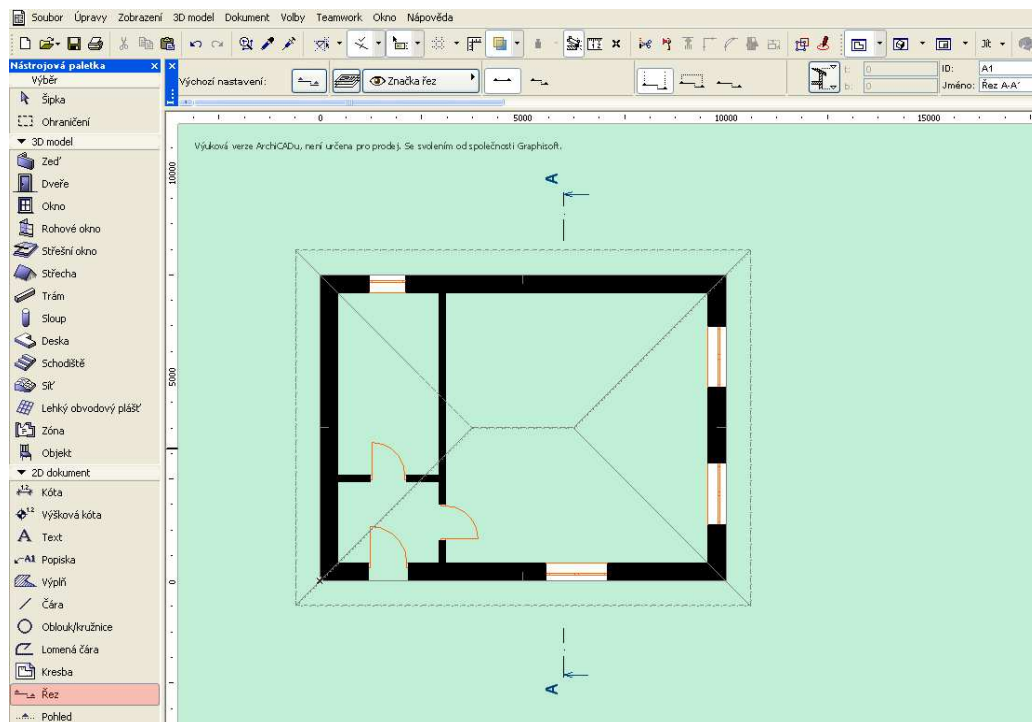 Soubor Úpravy Zobrazení 3D model Dokument Volby Teamwork Okno Nápověda
Nástrojová paletka
Výběr
Šipka
Ohraničení
3D model
Zeď
Dveře
Okno
Rohové okno
Střešní okno
Střecha
Trám
Sloup
Deska
Schodiště
Síť
Lehký obvodový plášť
Zóna
Objekt
2D dokument
Kóta
Výšková kóta
Text
A1 Popiska
Výplň
Čára
Oblouk/kružnice
Lomená čára
Kresba
Řez
Pohled
Výchozí nastavení:
Značka řez
t: 0
b: 0
ID: A1
Jméno: Řez A-A'
0 5000 10000 15000
10000
5000
0
Výuková verze ArchiCADu, není určena pro prodej. Se svolením od společnosti Graphisoft.
A
A